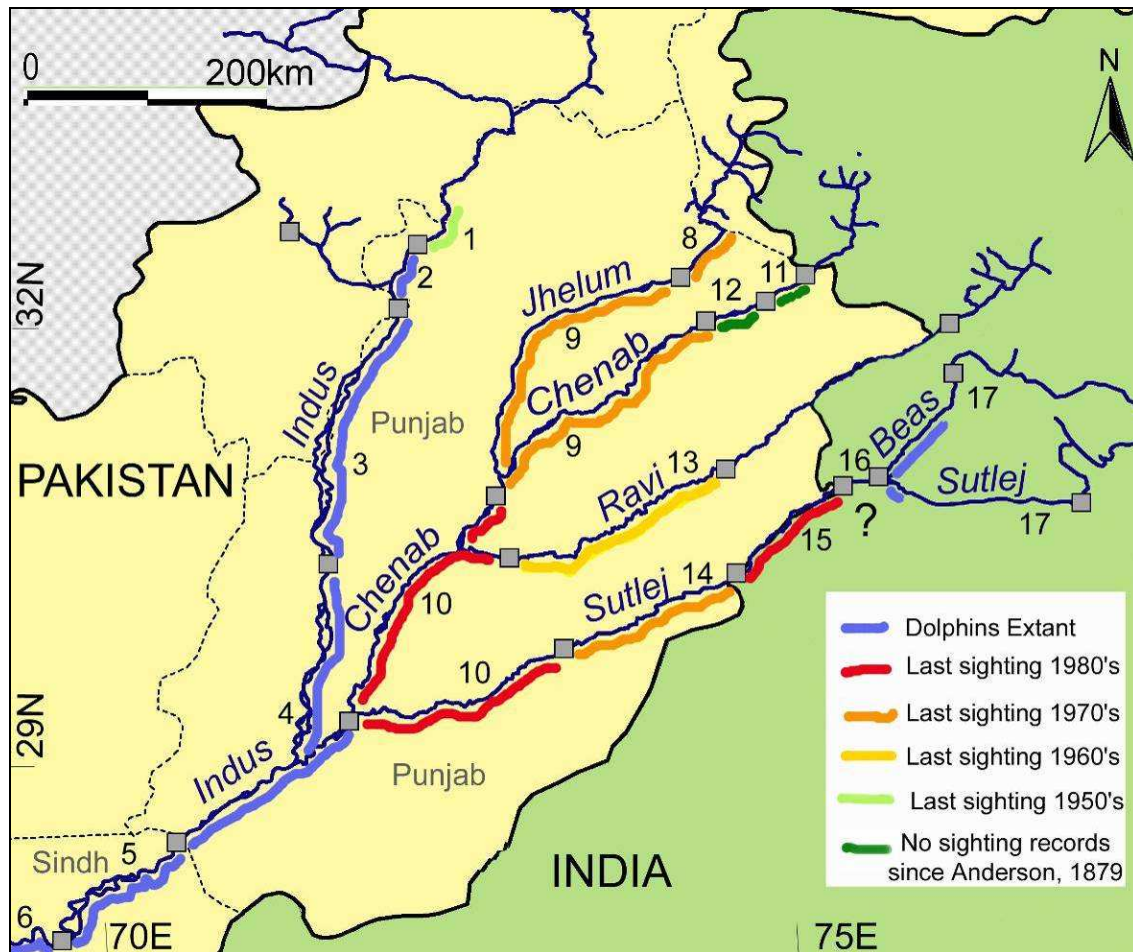 0
200km
N
1
2
8
11
32N
Jhelum
12
9
Indus
Chenab
Punjab
9
Beas
17
3
PAKISTAN
13
16
Ravi
Sutlej
17
?
15
Chenab
14
10
Sutlej
10
Dolphins Extant
Last sighting 1980's
Last sighting 1970's
Last sighting 1960's
Last sighting 1950's
No sighting records
since Anderson, 1879
29N
4
Indus
Punjab
5
Sindh
INDIA
6
70E
75E